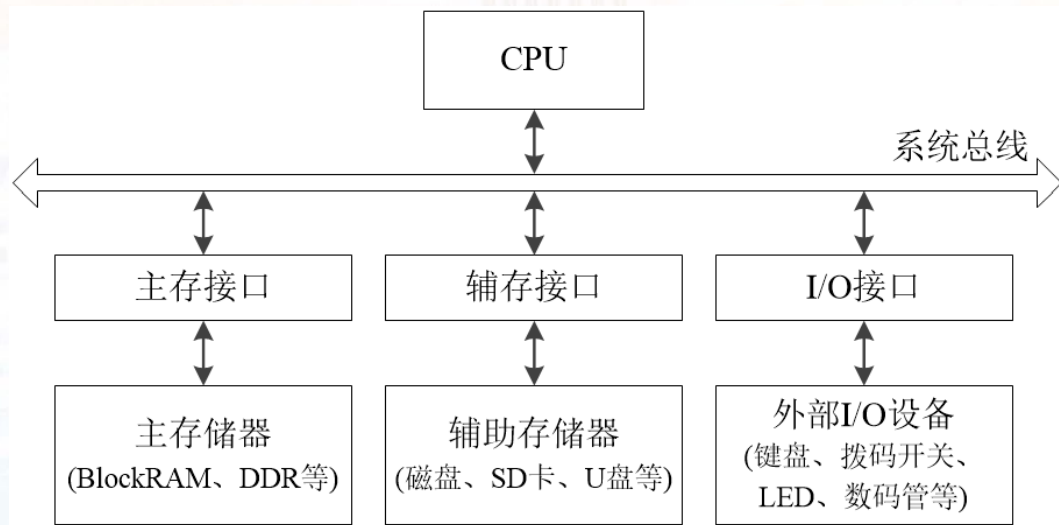 CPU
系统总线
主存接口
辅存接口
I/O接口
主存储器
(BlockRAM、DDR等)
辅助存储器
(磁盘、SD卡、U盘等)
外部I/O设备
(键盘、拨码开关、
LED、数码管等)